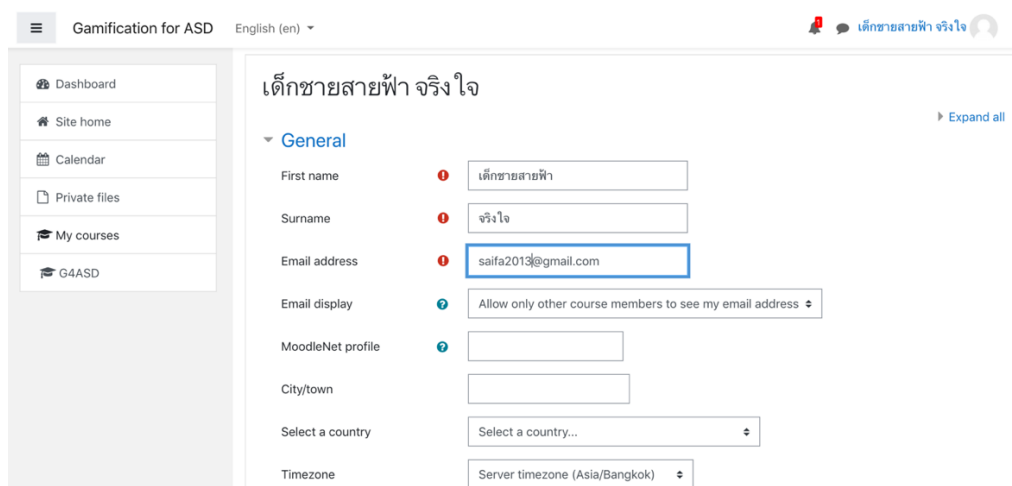 Gamification for ASD English (en) 1 เด็กชายสายฟ้า จริงใจ
Dashboard
Site home
Calendar
Private files
My courses
G4ASD
เด็กชายสายฟ้า จริงใจ
Expand all
General
First name เด็กชายสายฟ้า
Surname จริงใจ
Email address saifa2013@gmail.com
Email display Allow only other course members to see my email address
MoodleNet profile
City/town
Select a country Select a country...
Timezone Server timezone (Asia/Bangkok)